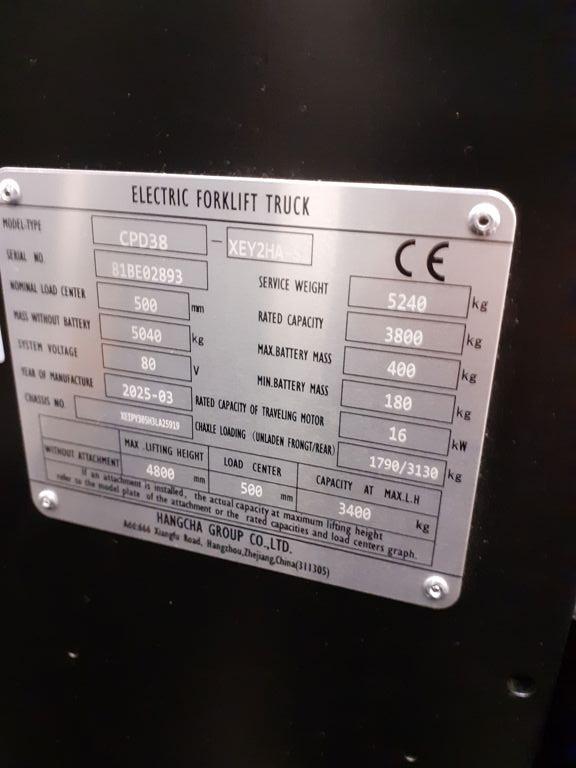 ELECTRIC FORKLIFT TRUCK
MODEL-TYPE CPD38 - XEY2HA-S
CE
SERIAL NO. B1BE02893
SERVICE WEIGHT 5240 kg
NOMINAL LOAD CENTER 500 mm
RATED CAPACITY 3800 kg
MASS WITHOUT BATTERY 5040 kg
MAX.BATTERY MASS 400 kg
SYSTEM VOLTAGE 80 V
MIN.BATTERY MASS 180 kg
YEAR OF MANUFACTURE 2025-03
RATED CAPACITY OF TRAVELING MOTOR 16 kW
CHASSIS NO.
CHAXLE LOADING (UNLADEN FRONGT/REAR) 1790/3130 kg
MAX .LIFTING HEIGHT LOAD CENTER CAPACITY AT MAX.L.H
WITHOUT ATTACHMENT 4800 mm 500 mm 3400 kg
If an attachment is installed, the actual capacity at maximum lifting height
refer to the model plate of the attachment or the rated capacities and load centers graph.
HANGCHA GROUP CO.,LTD.
Add:666 Xiangfu Road, Hangzhou,Zhejiang,China(311305)